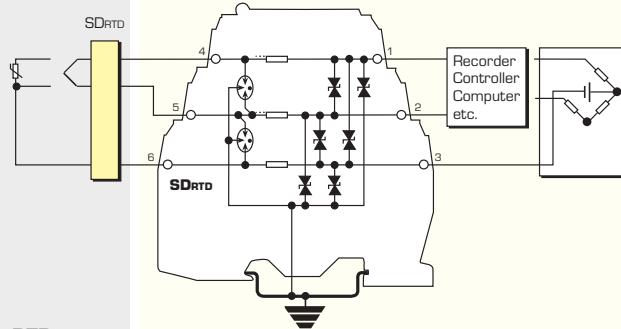 SDRTD
4
1
Recorder
Controller
Computer
etc.
5
2
6
3
SDRTD